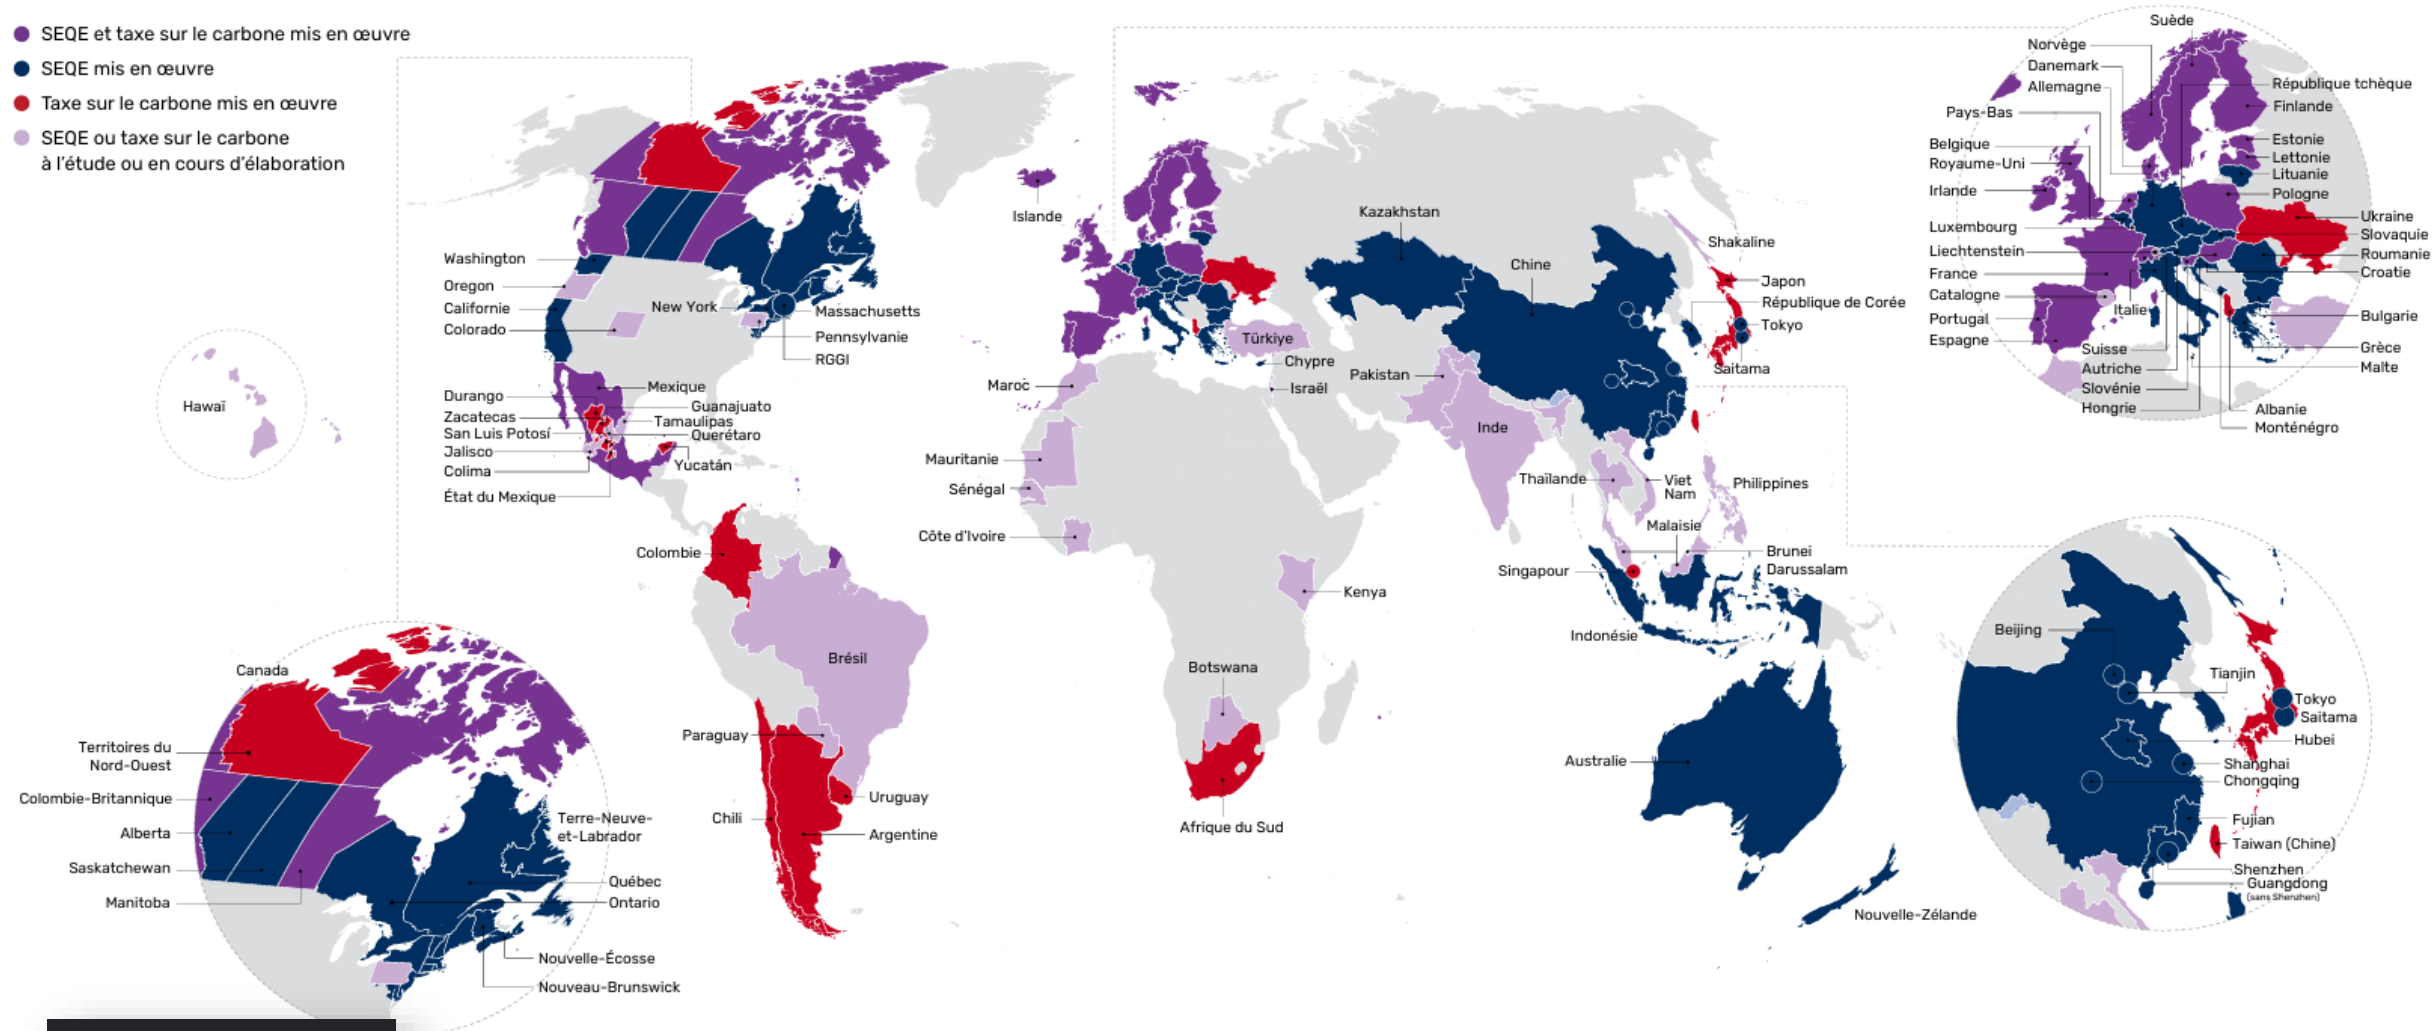 SEQE et taxe sur le carbone mis en œuvre
SEQE mis en œuvre
Taxe sur le carbone mis en œuvre
SEQE ou taxe sur le carbone
à l'étude ou en cours d'élaboration
Hawaï
Washington
Oregon
Californie
Colorado
New York
Massachusetts
Pennsylvanie
RGGI
Durango
Zacatecas
San Luis Potosí
Jalisco
Colima
État du Mexique
Mexique
Guanajuato
Tamaulipas
Querétaro
Yucatán
Colombie
Brésil
Paraguay
Chili
Uruguay
Argentine
Islande
Maroc
Mauritanie
Sénégal
Côte d'Ivoire
Kenya
Botswana
Afrique du Sud
Türkiye
Chypre
Israël
Kazakhstan
Chine
Pakistan
Inde
Thaïlande
Viet
Nam
Philippines
Malaisie
Brunei
Darussalam
Singapour
Indonésie
Australie
Nouvelle-Zélande
Shakaline
Japon
République de Corée
Tokyo
Saitama
Canada
Territoires du
Nord-Ouest
Colombie-Britannique
Alberta
Saskatchewan
Manitoba
Terre-Neuve-
et-Labrador
Québec
Ontario
Nouvelle-Écosse
Nouveau-Brunswick
Suède
Norvège
Danemark
Allemagne
Pays-Bas
Belgique
Royaume-Uni
Irlande
Luxembourg
Liechtenstein
France
Catalogne
Portugal
Espagne
Italie
Suisse
Autriche
Slovénie
Hongrie
République tchèque
Finlande
Estonie
Lettonie
Lituanie
Pologne
Ukraine
Slovaquie
Roumanie
Croatie
Bulgarie
Grèce
Malte
Albanie
Monténégro
Beijing
Tianjin
Tokyo
Saitama
Hubei
Shanghai
Chongqing
Fujian
Taiwan (Chine)
Shenzhen
Guangdong
(sans Shenzhen)